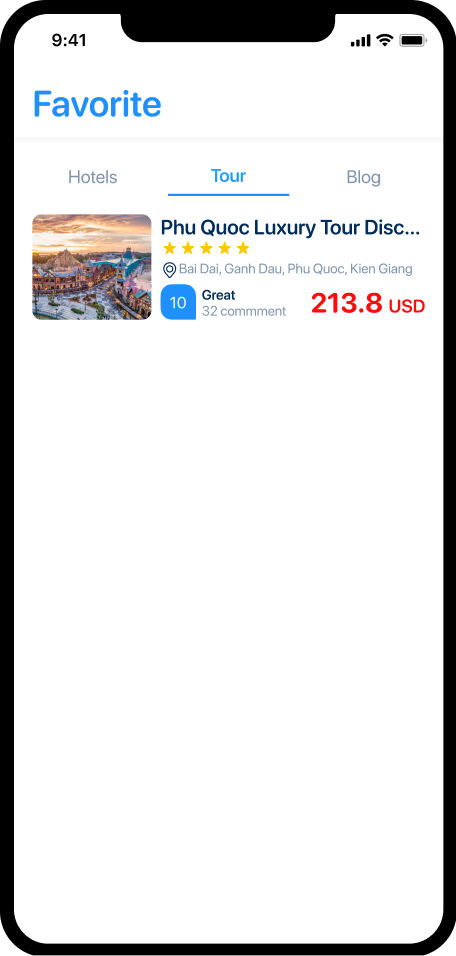 9:41
Favorite
Hotels Tour Blog
Phu Quoc Luxury Tour Disc...
Bai Dai, Ganh Dau, Phu Quoc, Kien Giang
10
Great
32 commment
213.8 USD